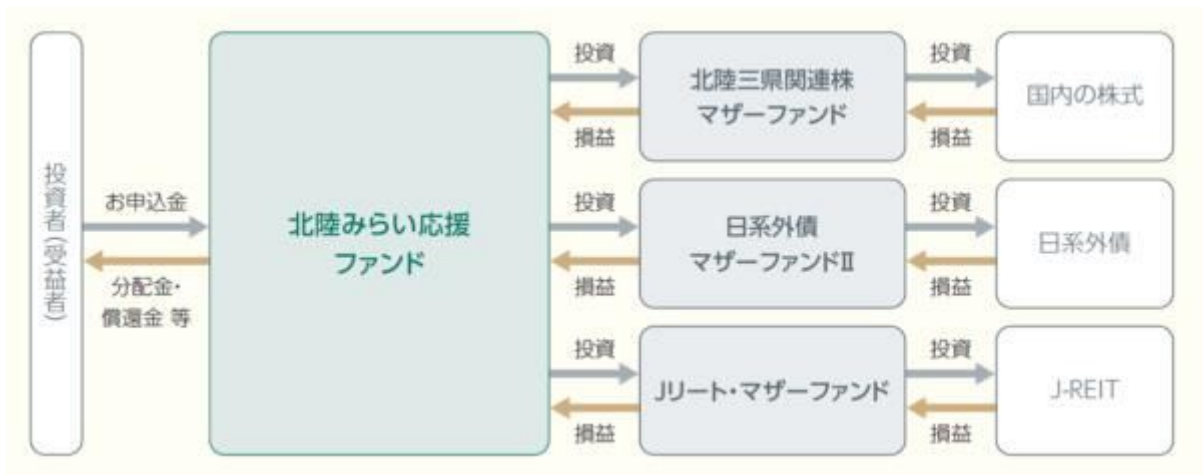 投資者(受益者)
お申込金
分配金・
償還金 等
北陸みらい応援
ファンド
投資
損益
北陸三県関連株
マザーファンド
投資
損益
国内の株式
投資
損益
日系外債
マザーファンドⅡ
投資
損益
日系外債
投資
損益
Jリート・マザーファンド
投資
損益
J-REIT